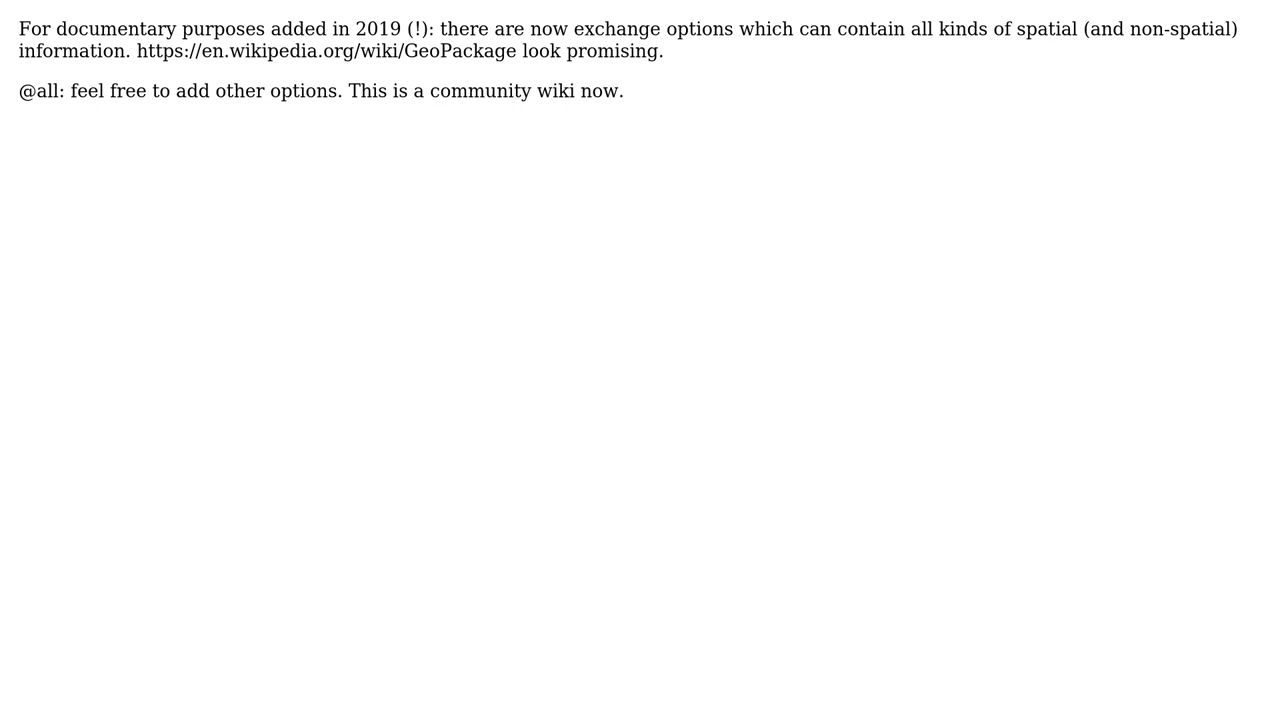 For documentary purposes added in 2019 (!): there are now exchange options which can contain all kinds of spatial (and non-spatial)
information. https://en.wikipedia.org/wiki/GeoPackage look promising.
@all: feel free to add other options. This is a community wiki now.